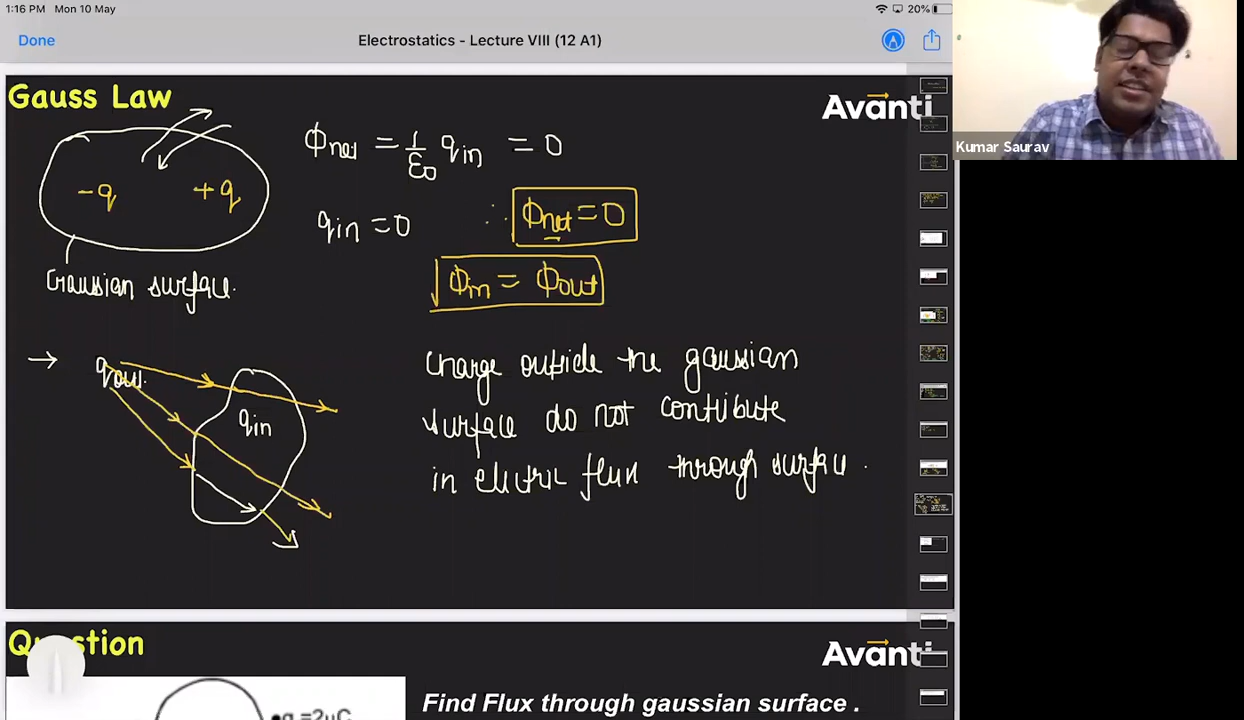 1:16 PM Mon 10 May
20%
Done
Electrostatics - Lecture VIII (12 A1)
Gauss Law
Avanti
Kumar Saurav
-q +q
Gaussian surface.
Φnet = 1/ε0 qin = 0
qin = 0
∴ Φnet = 0
Φin = Φout
→ qout
qin
Charge outside the gaussian
surface do not contribute
in electric flux through surface.
Question
Avanti
q =2µC
Find Flux through gaussian surface .